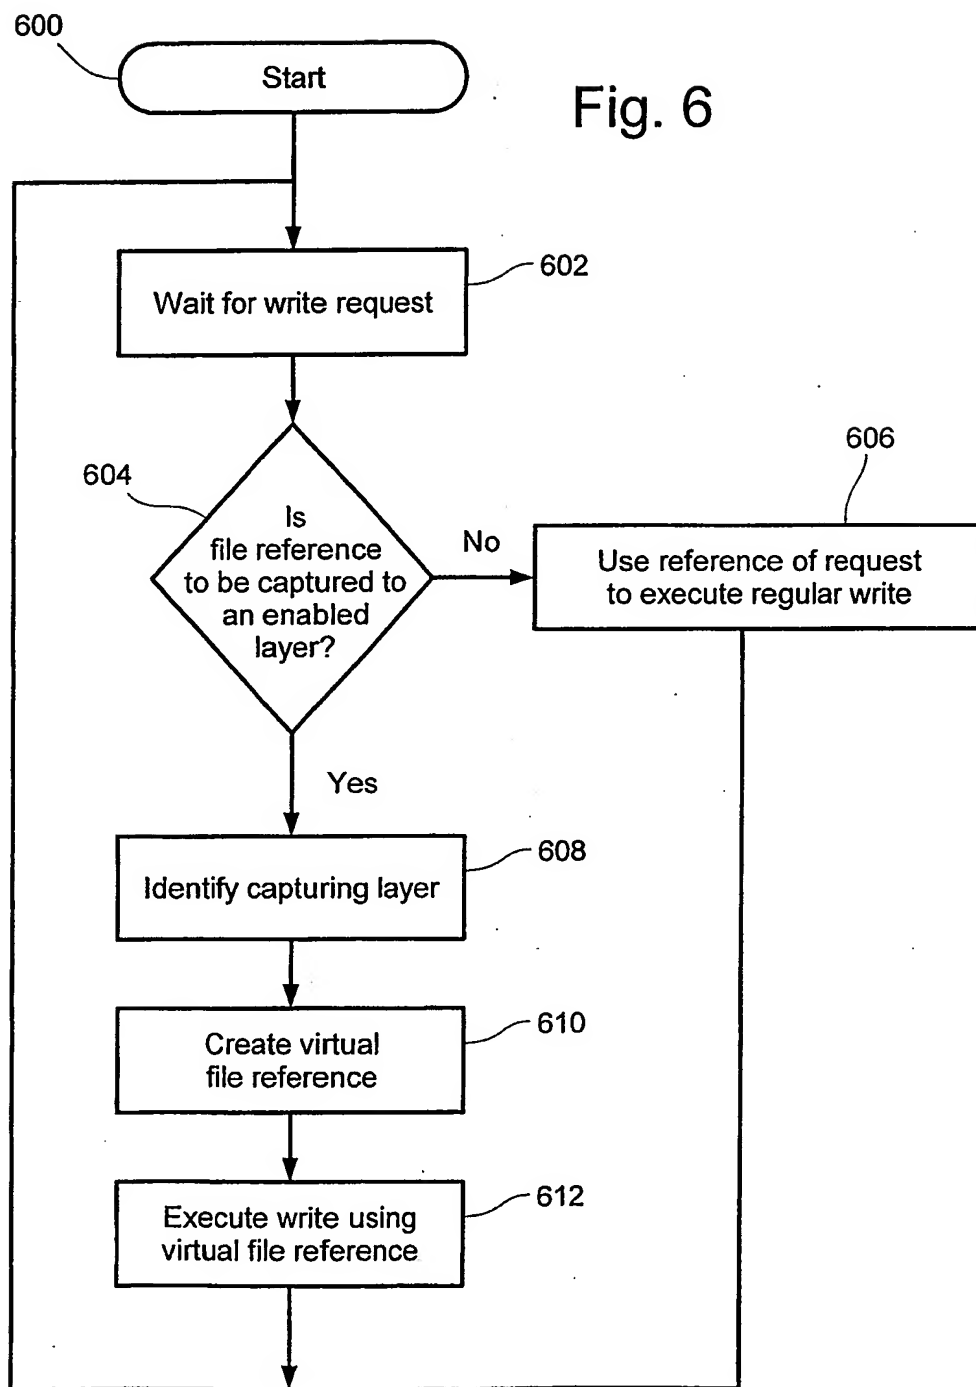 600
Start
Fig. 6
602
Wait for write request
604
Is
file reference
to be captured to
an enabled
layer?
No
606
Use reference of request
to execute regular write
Yes
608
Identify capturing layer
610
Create virtual
file reference
612
Execute write using
virtual file reference